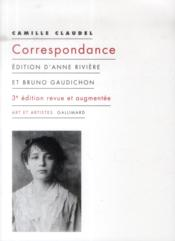 CAMILLE CLAUDEL
Correspondance
ÉDITION D'ANNE RIVIÈRE
ET BRUNO GAUDICHON
3e édition revue et augmentée
ART ET ARTISTES GALLIMARD